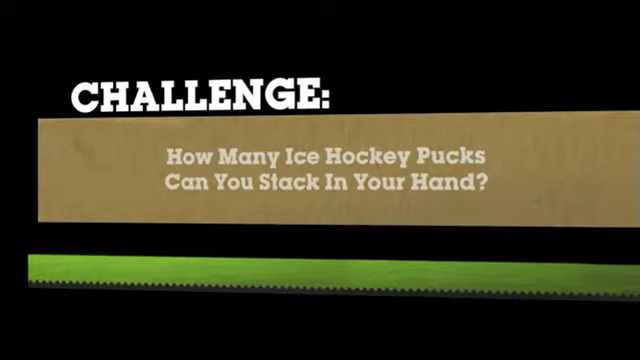 CHALLENGE:
How Many Ice Hockey Pucks
Can You Stack In Your Hand?